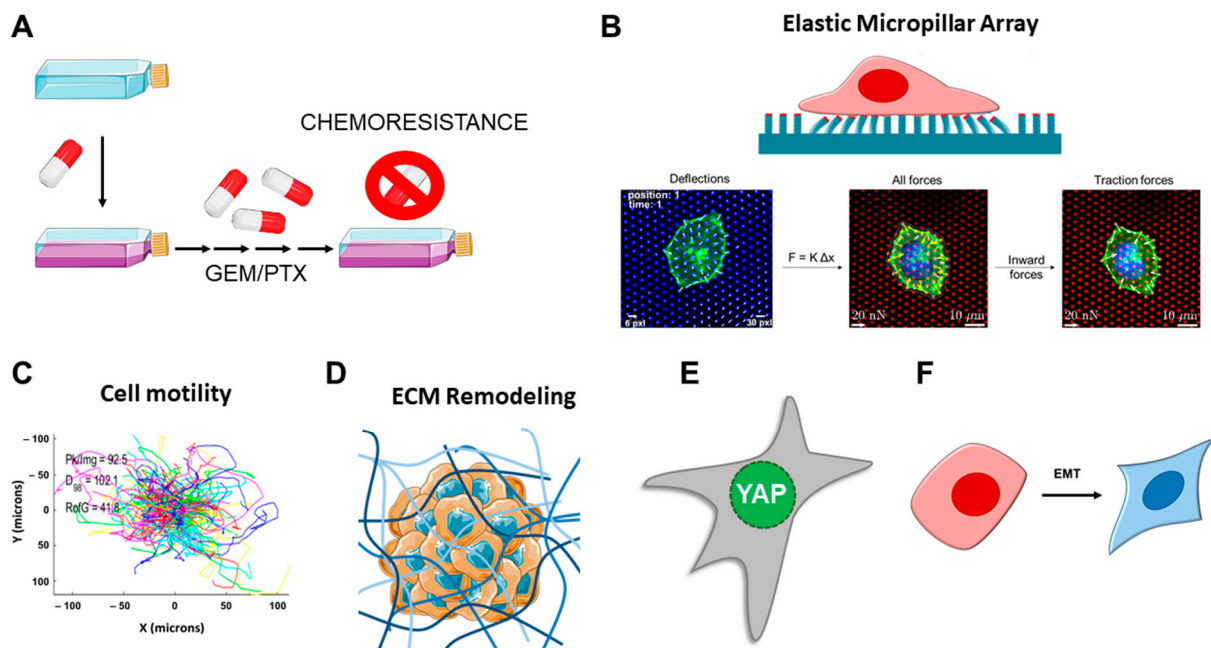 A
CHEMORESISTANCE
GEM/PTX
B
Elastic Micropillar Array
Deflections
position: 1
time: 1
6 pxl
30 pxl
F = K Δx
All forces
20 nN
10 μm
Inward
forces
Traction forces
20 nN
10 μm
C
Cell motility
Pk/Img = 92.5
D_98 = 102.1
RofG = 41.8
– 100
– 50
0
50
100
Y (microns)
– 100
– 50
0
50
100
X (microns)
D
ECM Remodeling
E
YAP
F
EMT